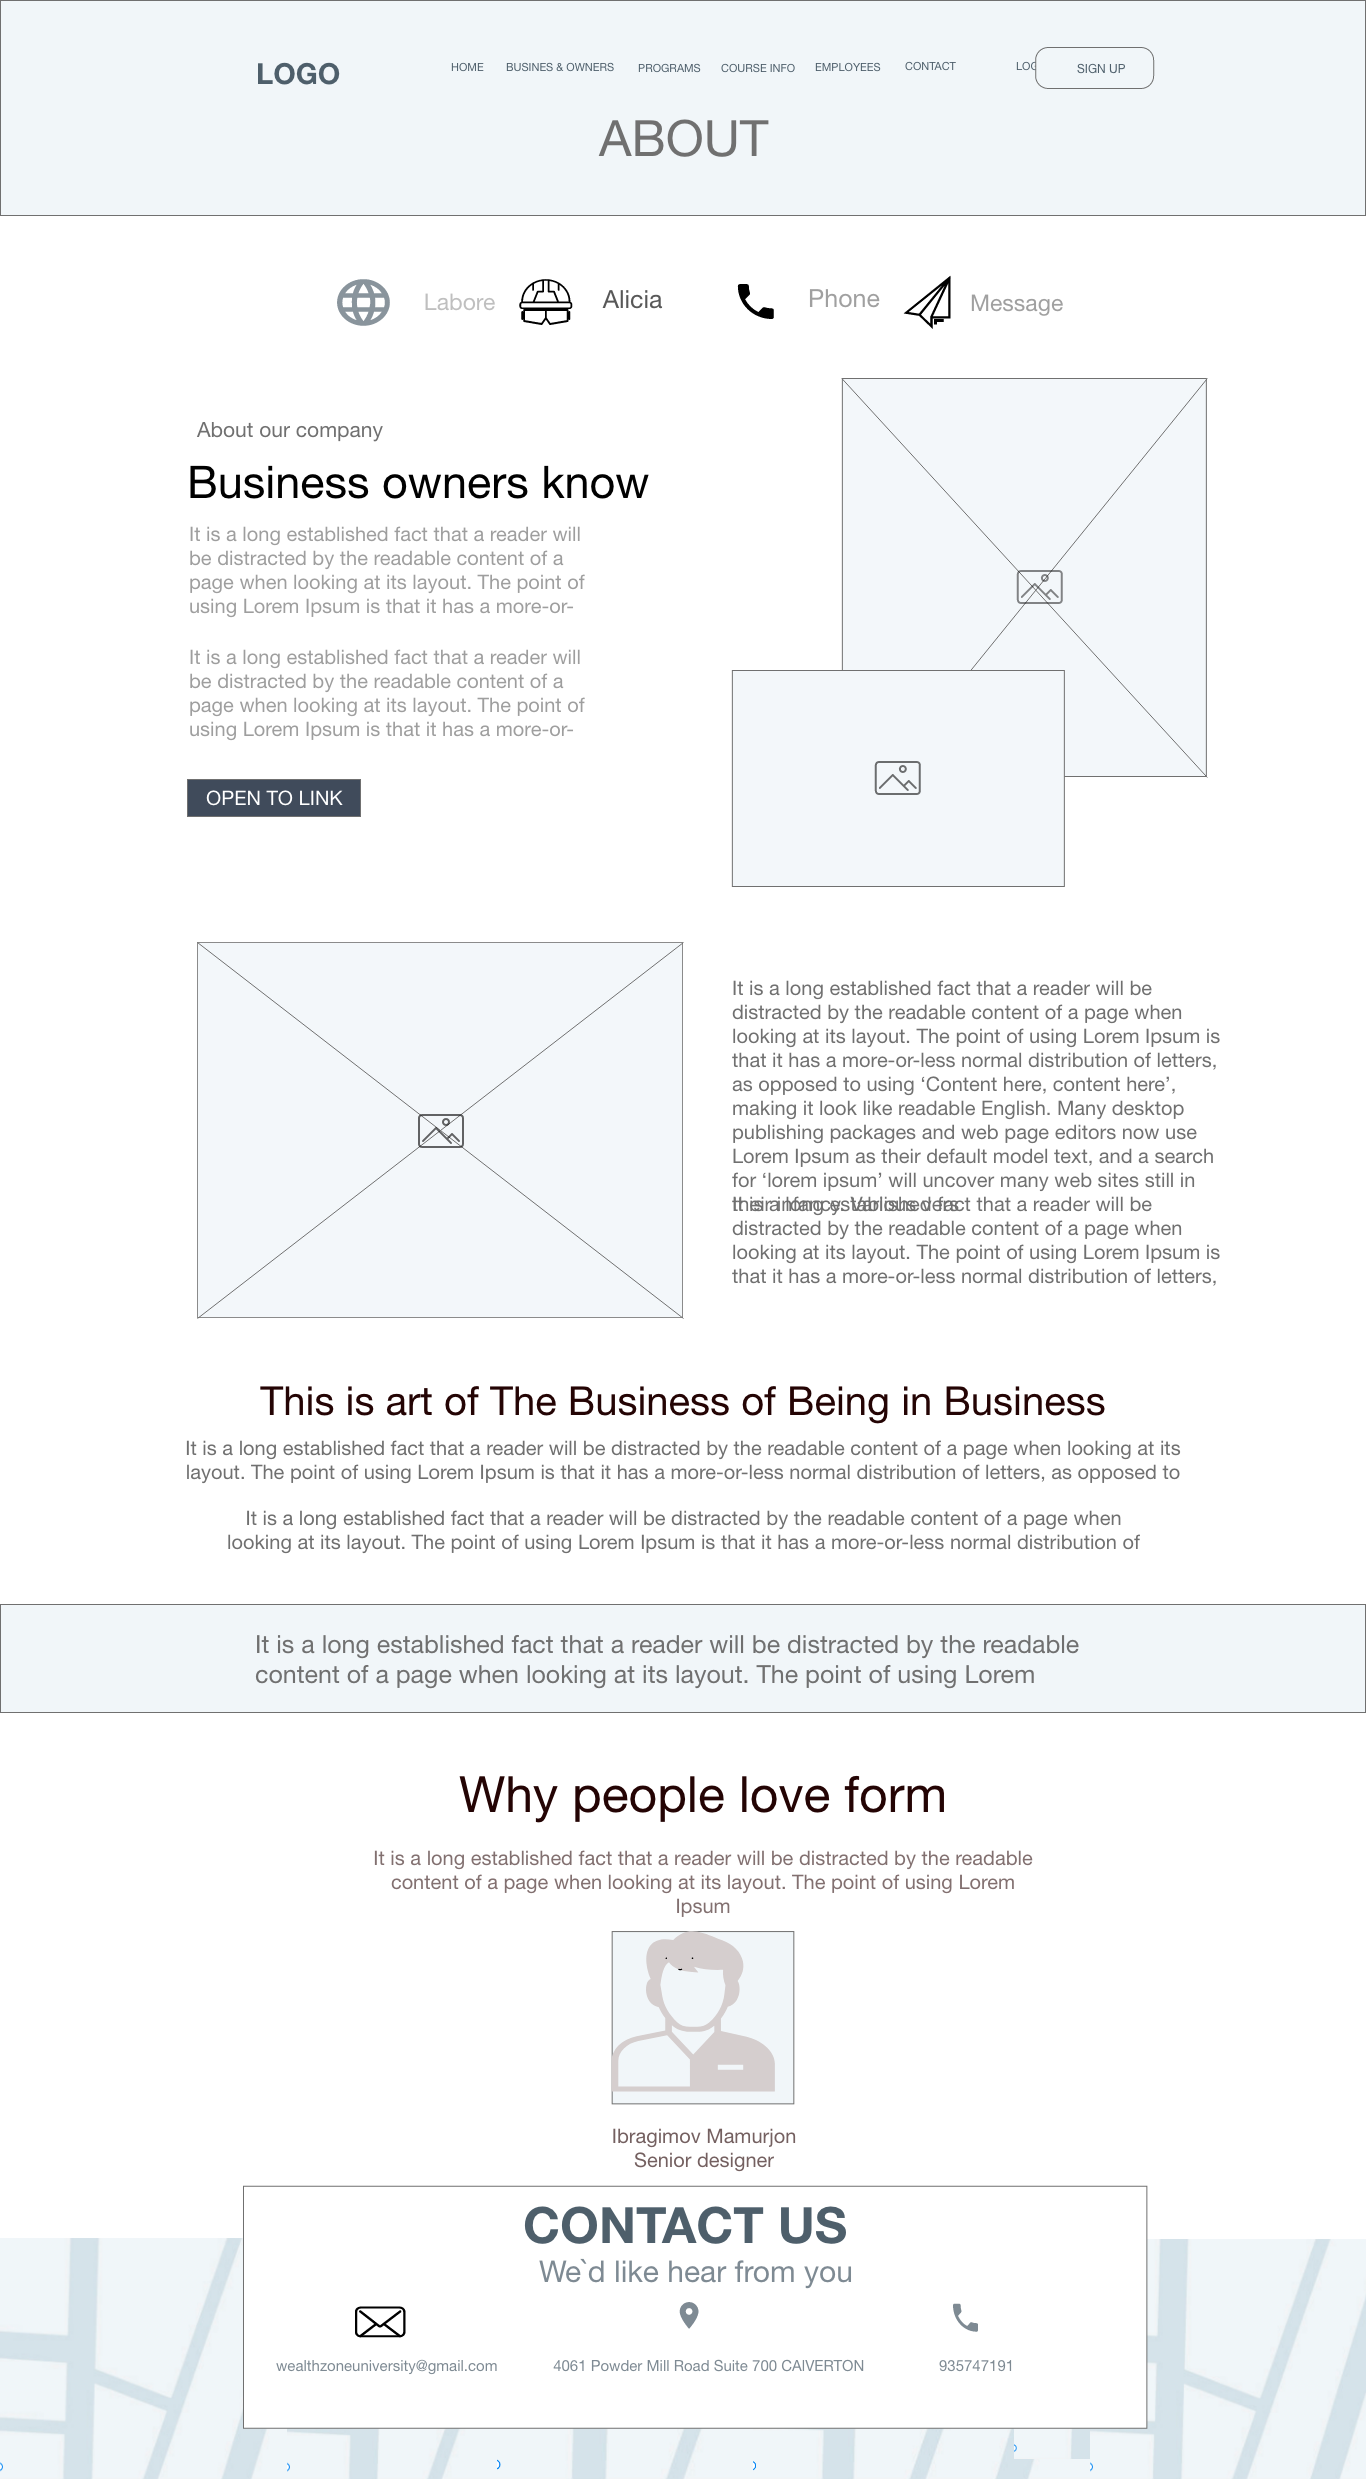 LOGO
HOME
BUSINES & OWNERS
PROGRAMS
COURSE INFO
EMPLOYEES
CONTACT
SIGN UP
ABOUT
Labore
Alicia
Phone
Message
About our company
Business owners know
It is a long established fact that a reader will
be distracted by the readable content of a
page when looking at its layout. The point of
using Lorem Ipsum is that it has a more-or-
It is a long established fact that a reader will
be distracted by the readable content of a
page when looking at its layout. The point of
using Lorem Ipsum is that it has a more-or-
OPEN TO LINK
It is a long established fact that a reader will be
distracted by the readable content of a page when
looking at its layout. The point of using Lorem Ipsum is
that it has a more-or-less normal distribution of letters,
as opposed to using ‘Content here, content here’,
making it look like readable English. Many desktop
publishing packages and web page editors now use
Lorem Ipsum as their default model text, and a search
for ‘lorem ipsum’ will uncover many web sites still in
that a reader will be
distracted by the readable content of a page when
looking at its layout. The point of using Lorem Ipsum is
that it has a more-or-less normal distribution of letters,
This is art of The Business of Being in Business
It is a long established fact that a reader will be distracted by the readable content of a page when looking at its
layout. The point of using Lorem Ipsum is that it has a more-or-less normal distribution of letters, as opposed to
It is a long established fact that a reader will be distracted by the readable content of a page when
looking at its layout. The point of using Lorem Ipsum is that it has a more-or-less normal distribution of
It is a long established fact that a reader will be distracted by the readable
content of a page when looking at its layout. The point of using Lorem
Why people love form
It is a long established fact that a reader will be distracted by the readable
content of a page when looking at its layout. The point of using Lorem
Ipsum
Ibragimov Mamurjon
Senior designer
CONTACT US
We`d like hear from you
wealthzoneuniversity@gmail.com
4061 Powder Mill Road Suite 700 CAlVERTON
935747191